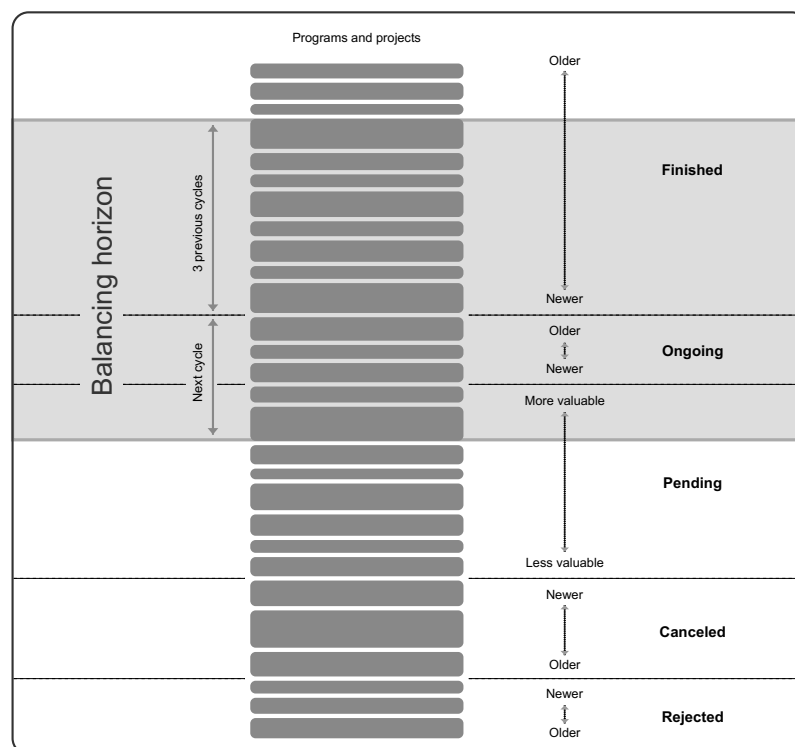 Programs and projects
Older
Finished
Balancing horizon
3 previous cycles
Newer
Older
Ongoing
Next cycle
Newer
More valuable
Pending
Less valuable
Newer
Canceled
Older
Newer
Rejected
Older